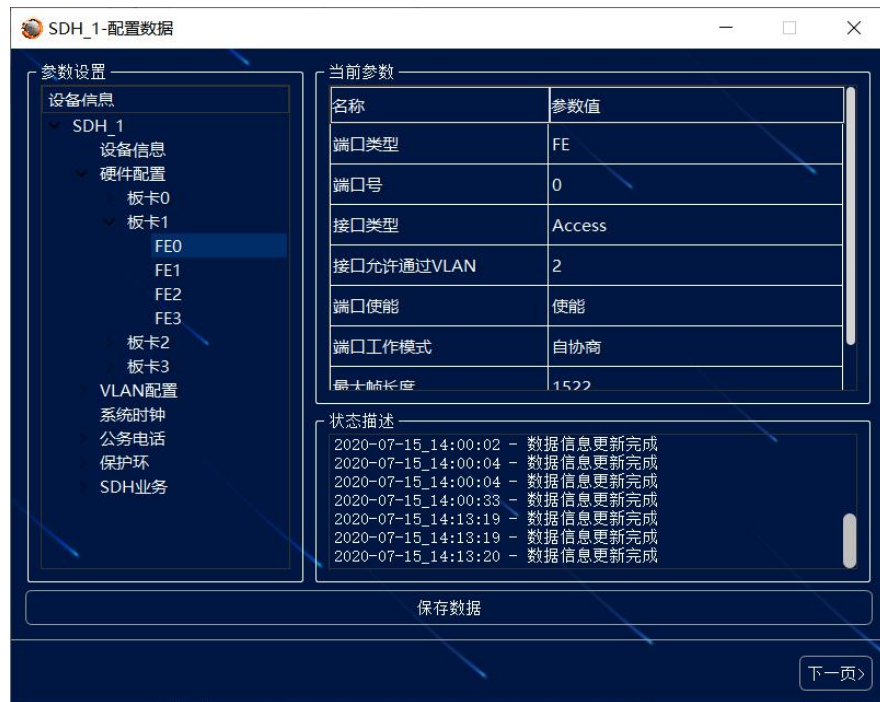 SDH_1-配置数据
参数设置
设备信息
SDH_1
设备信息
硬件配置
板卡0
板卡1
FE0
FE1
FE2
FE3
板卡2
板卡3
VLAN配置
系统时钟
公务电话
保护环
SDH业务
当前参数
名称 参数值
端口类型 FE
端口号 0
接口类型 Access
接口允许通过VLAN 2
端口使能 使能
端口工作模式 自协商
最大帧长度 1522
状态描述
2020-07-15_14:00:02 - 数据信息更新完成
2020-07-15_14:00:04 - 数据信息更新完成
2020-07-15_14:00:04 - 数据信息更新完成
2020-07-15_14:00:33 - 数据信息更新完成
2020-07-15_14:13:19 - 数据信息更新完成
2020-07-15_14:13:19 - 数据信息更新完成
2020-07-15_14:13:20 - 数据信息更新完成
保存数据
下一页>